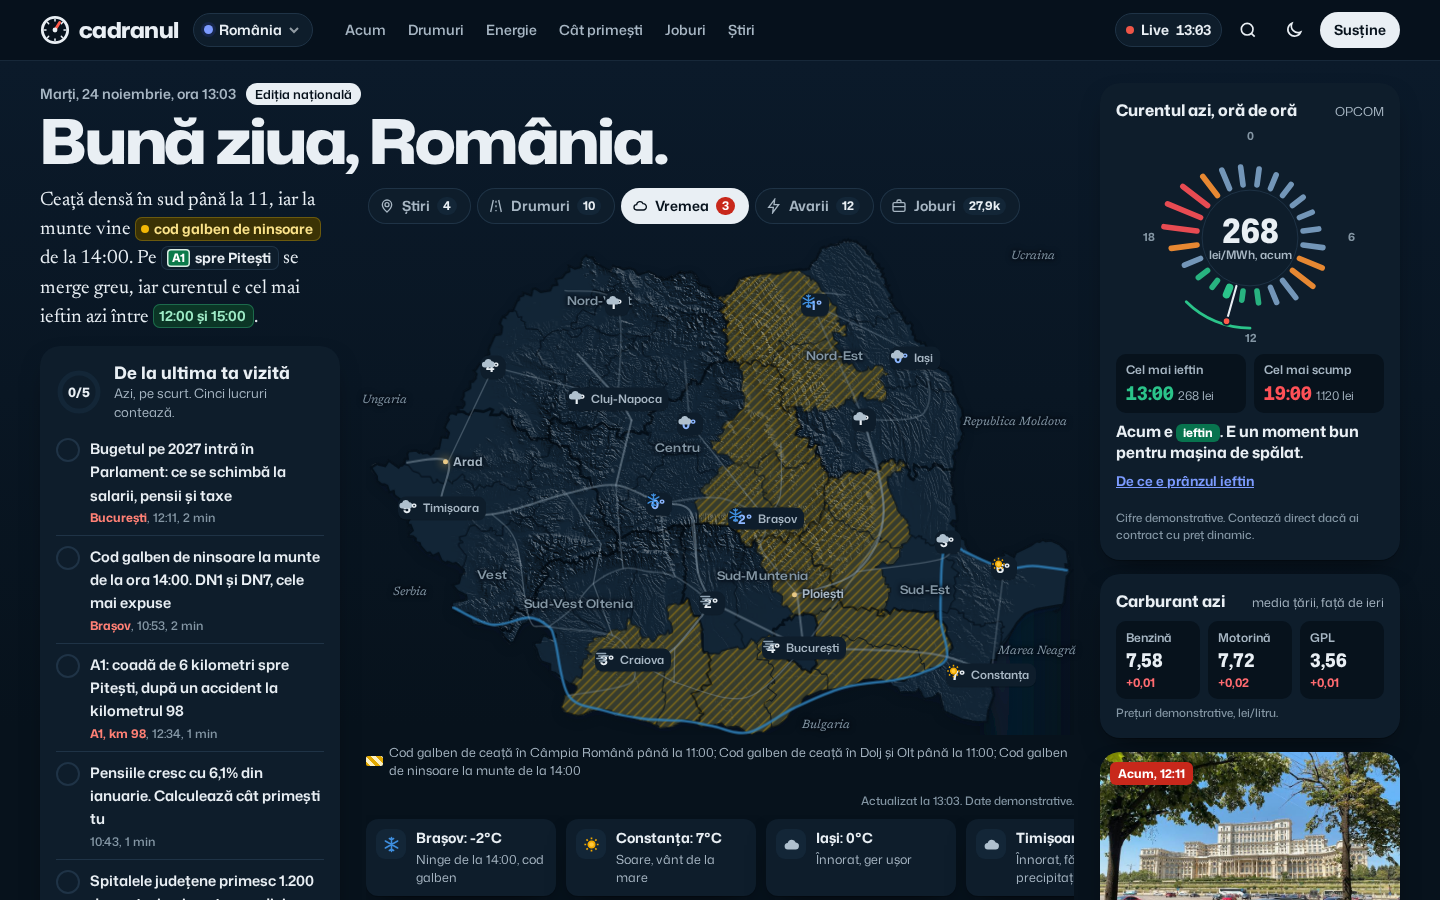 cadranul
România
Acum
Drumuri
Energie
Cât primești
Joburi
Știri
Live 13:03
Susține
Marți, 24 noiembrie, ora 13:03
Ediția națională
Bună ziua, România.
Ceață densă în sud până la 11, iar la
munte vine cod galben de ninsoare
de la 14:00. Pe A1 spre Pitești se
merge greu, iar curentul e cel mai
ieftin azi între 12:00 și 15:00.
0/5
De la ultima ta vizită
Azi, pe scurt. Cinci lucruri
contează.
Bugetul pe 2027 intră în
Parlament: ce se schimbă la
salarii, pensii și taxe
București, 12:11, 2 min
Cod galben de ninsoare la munte
de la ora 14:00. DN1 și DN7, cele
mai expuse
Brașov, 10:53, 2 min
A1: coadă de 6 kilometri spre
Pitești, după un accident la
kilometrul 98
A1, km 98, 12:34, 1 min
Pensiile cresc cu 6,1% din
ianuarie. Calculează cât primești
tu
10:43, 1 min
Spitalele județene primesc 1.200
Știri 4
Drumuri 10
Vremea 3
Avarii 12
Joburi 27,9k
Ucraina
Nord-Est
Iași
Ungaria
Cluj-Napoca
Republica Moldova
Centru
Arad
Timișoara
0°
-2° Brașov
Vest
Sud-Muntenia
Serbia
Sud-Vest Oltenia
Ploiești
Sud-Est
2°
București
Marea Neagră
Craiova
Constanța
Bulgaria
Cod galben de ceață în Câmpia Română până la 11:00; Cod galben de ceață în Dolj și Olt până la 11:00; Cod galben
de ninsoare la munte de la 14:00
Actualizat la 13:03. Date demonstrative.
Brașov: -2°C
Ninge de la 14:00, cod
galben
Constanța: 7°C
Soare, vânt de la
mare
Iași: 0°C
Înnorat, ger ușor
Înnorat, fă
precipitaț
Curentul azi, oră de oră
OPCOM
0
18
268
lei/MWh, acum
6
12
Cel mai ieftin
13:00 268 lei
Cel mai scump
19:00 1.120 lei
Acum e ieftin. E un moment bun
pentru mașina de spălat.
De ce e prânzul ieftin
Cifre demonstrative. Contează direct dacă ai
contract cu preț dinamic.
Carburant azi
media țării, față de ieri
Benzină
7,58
+0,01
Motorină
7,72
+0,02
GPL
3,56
+0,01
Prețuri demonstrative, lei/litru.
Acum, 12:11